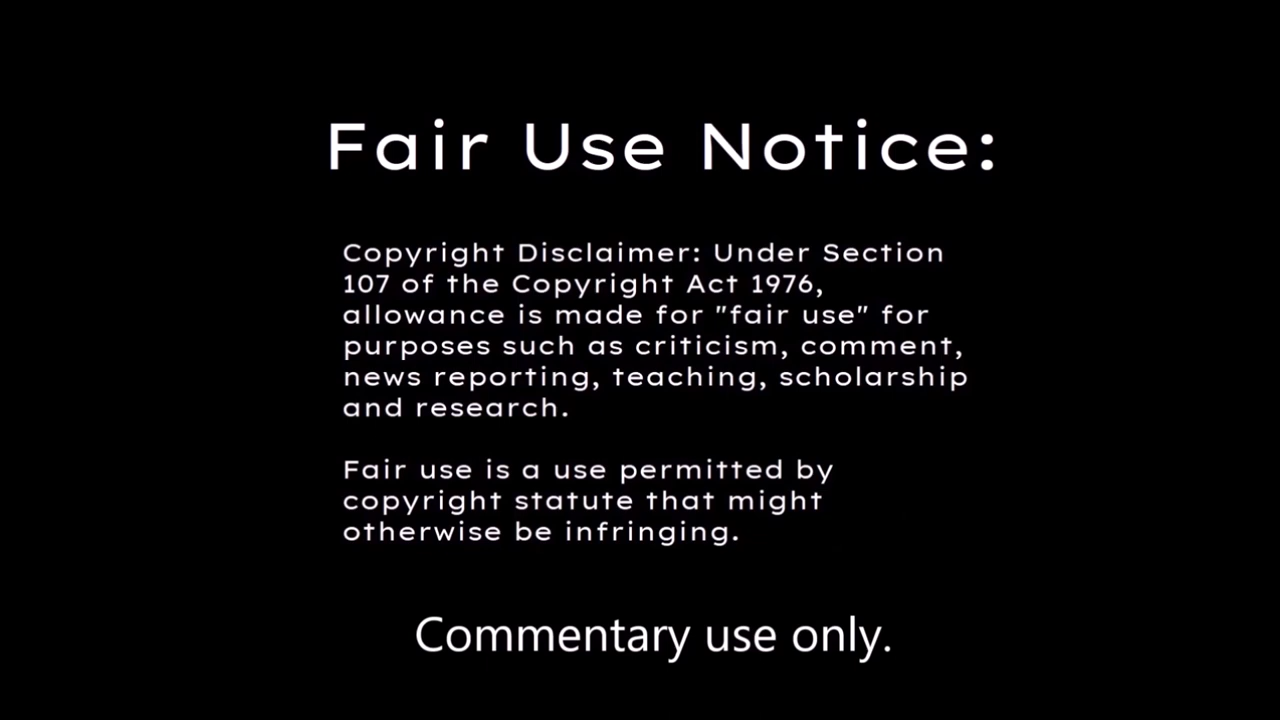 Fair Use Notice:
Copyright Disclaimer: Under Section
107 of the Copyright Act 1976,
allowance is made for "fair use" for
purposes such as criticism, comment,
news reporting, teaching, scholarship
and research.
Fair use is a use permitted by
copyright statute that might
otherwise be infringing.
Commentary use only.